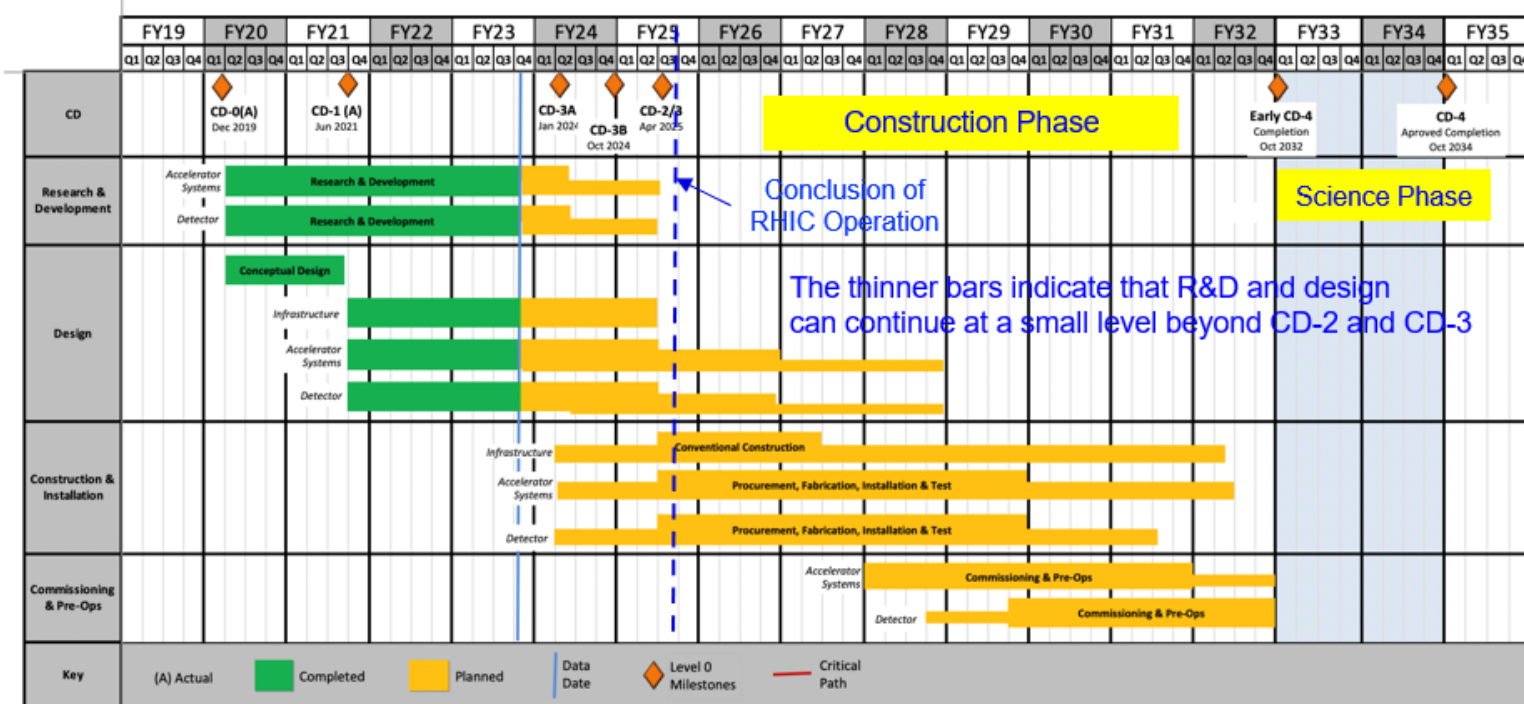 FY19 FY20 FY21 FY22 FY23 FY24 FY25 FY26 FY27 FY28 FY29 FY30 FY31 FY32 FY33 FY34 FY35
Q1 Q2 Q3 Q4 Q1 Q2 Q3 Q4 Q1 Q2 Q3 Q4 Q1 Q2 Q3 Q4 Q1 Q2 Q3 Q4 Q1 Q2 Q3 Q4 Q1 Q2 Q3 Q4 Q1 Q2 Q3 Q4 Q1 Q2 Q3 Q4 Q1 Q2 Q3 Q4 Q1 Q2 Q3 Q4 Q1 Q2 Q3 Q4 Q1 Q2 Q3 Q4 Q1 Q2 Q3 Q4 Q1 Q2 Q3 Q4 Q1 Q2 Q3 Q4 Q1 Q2 Q3 Q4
CD
CD-0(A)
Dec 2019
CD-1 (A)
Jun 2021
CD-3A
Jan 2024
CD-3B
Oct 2024
CD-2/3
Apr 2025
Construction Phase
Early CD-4
Completion
Oct 2032
CD-4
Aproved Completion
Oct 2034
Research &
Development
Accelerator
Systems
Research & Development
Detector
Research & Development
Conclusion of
RHIC Operation
Science Phase
Design
Conceptual Design
Infrastructure
Accelerator
Systems
Detector
The thinner bars indicate that R&D and design
can continue at a small level beyond CD-2 and CD-3
Construction &
Installation
Infrastructure
Conventional Construction
Accelerator
Systems
Procurement, Fabrication, Installation & Test
Detector
Procurement, Fabrication, Installation & Test
Commissioning
& Pre-Ops
Accelerator
Systems
Commissioning & Pre-Ops
Detector
Commissioning & Pre-Ops
Key
(A) Actual
Completed
Planned
Data
Date
Level 0
Milestones
Critical
Path